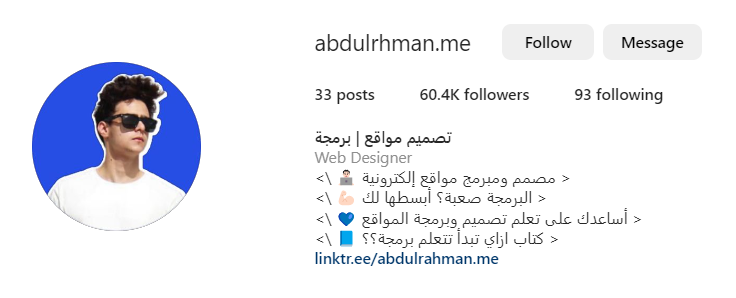 abdulrhman.me Follow Message
33 posts 60.4K followers 93 following
تصميم مواقع | برمجة
Web Designer
<\ 👨🏻‍💻 مصمم ومبرمج مواقع إلكترونية >
<\ 💪🏻 البرمجة صعبة؟ أبسطها لك >
<\ 💙 أساعدك على تعلم تصميم وبرمجة المواقع >
<\ 📘 كتاب ازاي تبدأ تتعلم برمجة؟؟ >
linktr.ee/abdulrahman.me